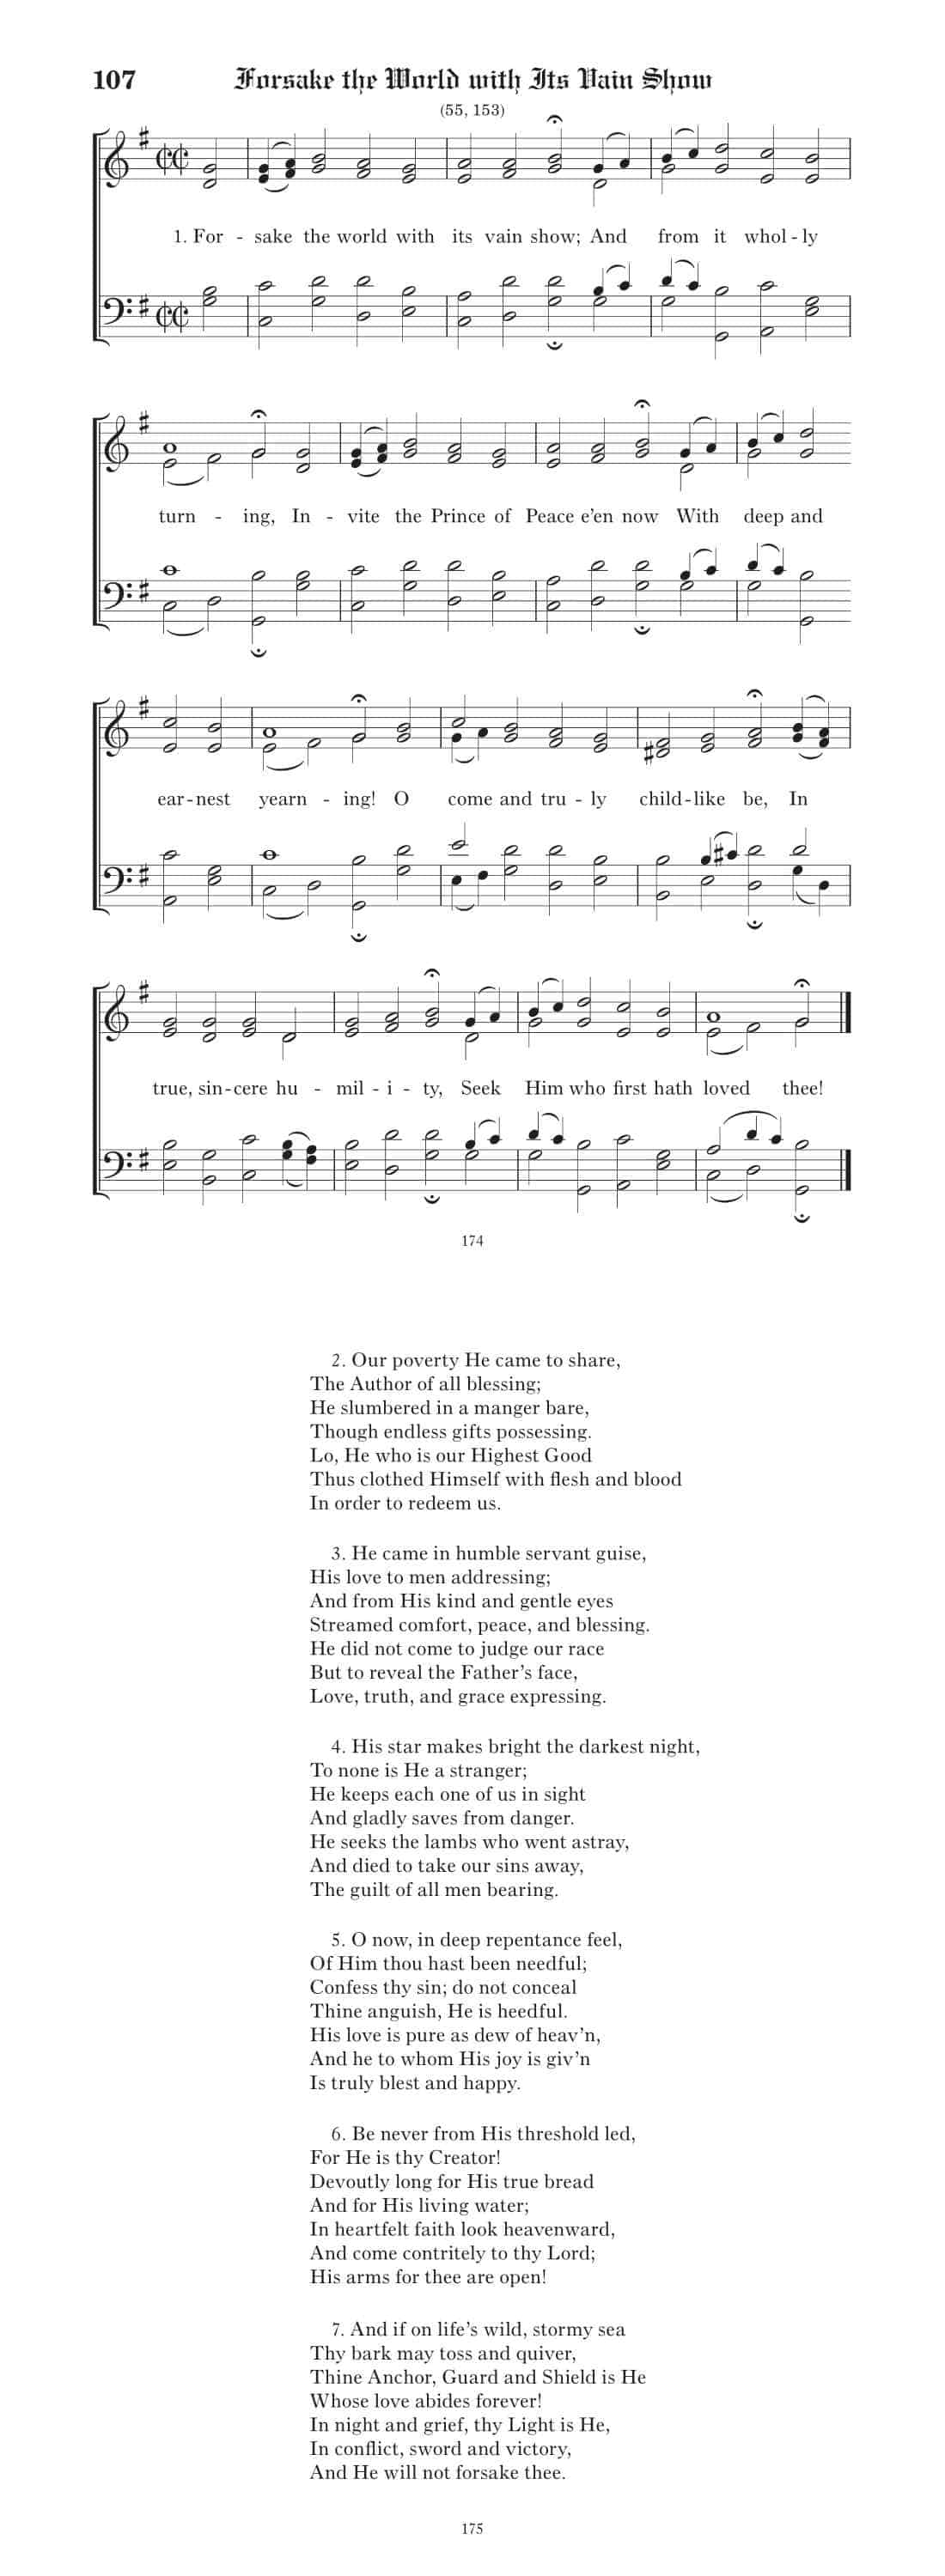 107 Forsake the World with Its Vain Show
(55, 153)
1. For - sake the world with its vain show; And from it whol - ly
turn - ing, In - vite the Prince of Peace e’en now With deep and
ear - nest yearn - ing! O come and tru - ly child - like be, In
true, sin - cere hu - mil - i - ty, Seek Him who first hath loved thee!
174
2. Our poverty He came to share,
The Author of all blessing;
He slumbered in a manger bare,
Though endless gifts possessing.
Lo, He who is our Highest Good
Thus clothed Himself with flesh and blood
In order to redeem us.
3. He came in humble servant guise,
His love to men addressing;
And from His kind and gentle eyes
Streamed comfort, peace, and blessing.
He did not come to judge our race
But to reveal the Father’s face,
Love, truth, and grace expressing.
4. His star makes bright the darkest night,
To none is He a stranger;
He keeps each one of us in sight
And gladly saves from danger.
He seeks the lambs who went astray,
And died to take our sins away,
The guilt of all men bearing.
5. O now, in deep repentance feel,
Of Him thou hast been needful;
Confess thy sin; do not conceal
Thine anguish, He is heedful.
His love is pure as dew of heav’n,
And he to whom His joy is giv’n
Is truly blest and happy.
6. Be never from His threshold led,
For He is thy Creator!
Devoutly long for His true bread
And for His living water;
In heartfelt faith look heavenward,
And come contritely to thy Lord;
His arms for thee are open!
7. And if on life’s wild, stormy sea
Thy bark may toss and quiver,
Thine Anchor, Guard and Shield is He
Whose love abides forever!
In night and grief, thy Light is He,
In conflict, sword and victory,
And He will not forsake thee.
175